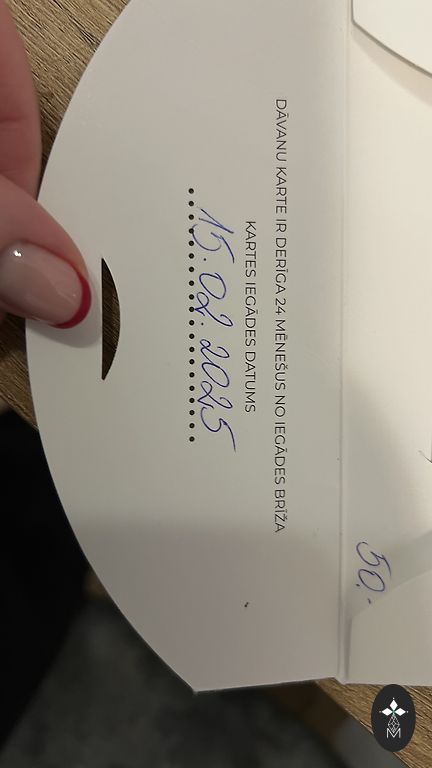 DĀVANU KARTE IR DERĪGA 24 MĒNEŠUS NO IEGĀDES BRĪŽA
KARTES IEGĀDES DATUMS
15.02.2025
50.-
M